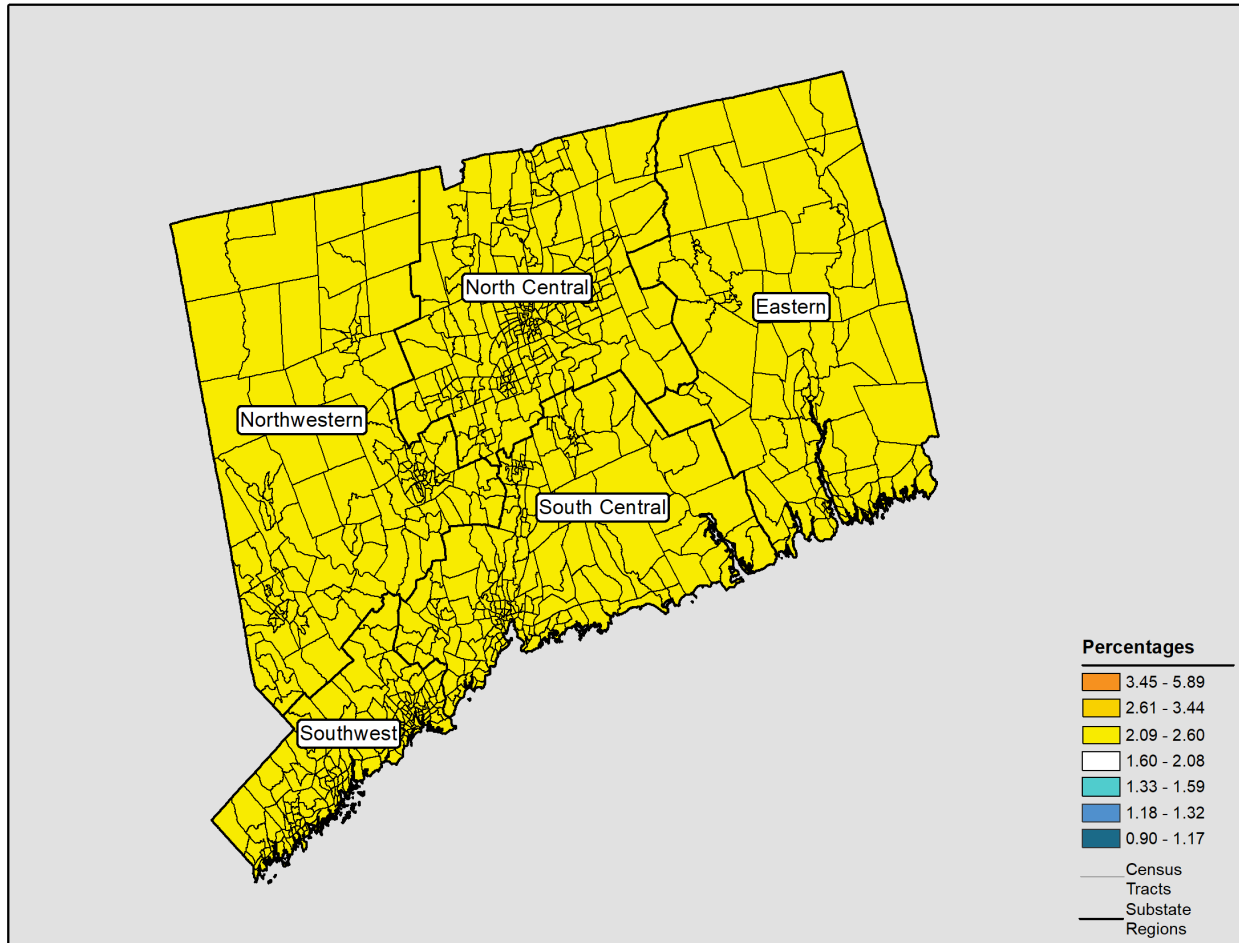 North Central
Eastern
Northwestern
South Central
Southwest
Percentages
3.45 - 5.89
2.61 - 3.44
2.09 - 2.60
1.60 - 2.08
1.33 - 1.59
1.18 - 1.32
0.90 - 1.17
Census
Tracts
Substate
Regions